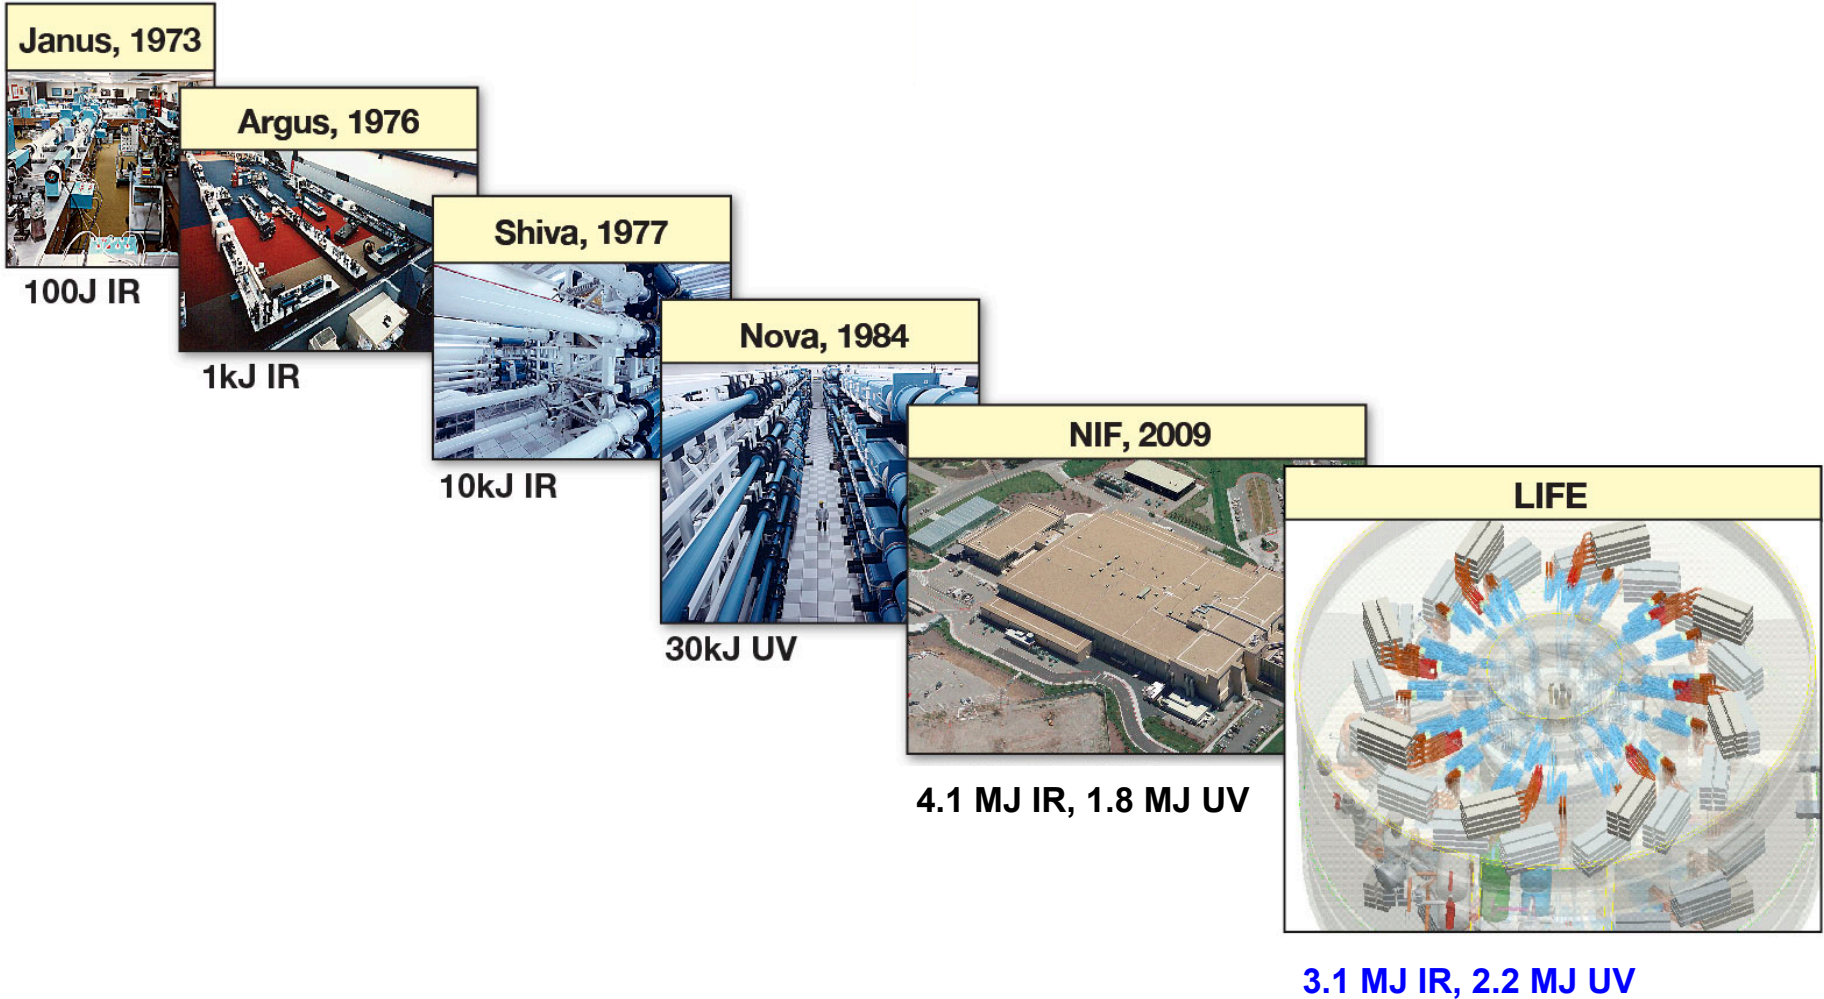 Janus, 1973
100J IR
Argus, 1976
1kJ IR
Shiva, 1977
10kJ IR
Nova, 1984
30kJ UV
NIF, 2009
4.1 MJ IR, 1.8 MJ UV
LIFE
3.1 MJ IR, 2.2 MJ UV